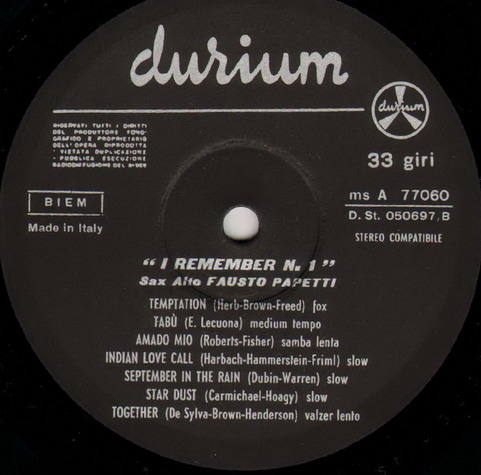 durium
durium
RISERVATI TUTTI I DIRITTI
DEL PRODUTTORE FONO-
GRAFICO E PROPRIETARIO
DELL'OPERA RIPRODOTTA
· VIETATA DUPLICAZIONE ·
· PUBBLICA ESECUZIONE
RADIODIFFUSIONE DEL DISCO
33 giri
BIEM
ms A 77060
Made in Italy
D. St. 050697,B
STEREO COMPATIBILE
“ I REMEMBER N. 1 ”
Sax Alto FAUSTO PAPETTI
TEMPTATION (Herb-Brown-Freed) fox
TABÙ (E. Lecuona) medium tempo
AMADO MIO (Roberts-Fisher) samba lenta
INDIAN LOVE CALL (Harbach-Hammerstein-Friml) slow
SEPTEMBER IN THE RAIN (Dubin-Warren) slow
STAR DUST (Carmichael-Hoagy) slow
TOGETHER (De Sylva-Brown-Henderson) valzer lento